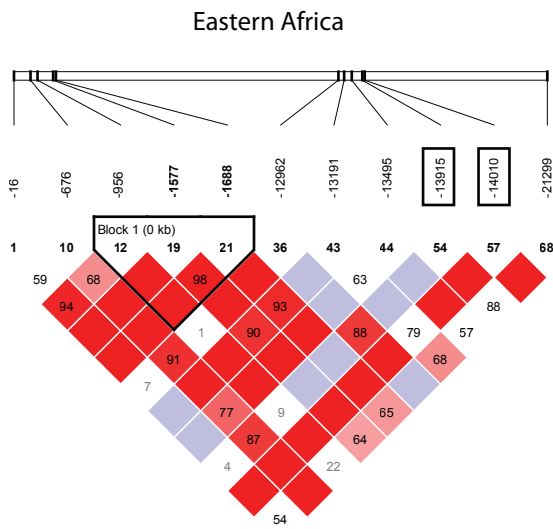 Eastern Africa
-16 -676 -956 -1577 -1688 -12962 -13191 -13495 -13915 -14010 -21299
Block 1 (0 kb)
1 10 12 19 21 36 43 44 54 57 68
59 68 98 63
94 93 88
1 90 88 79 57
91 68
7
77 9 65
87 64
4 22
54